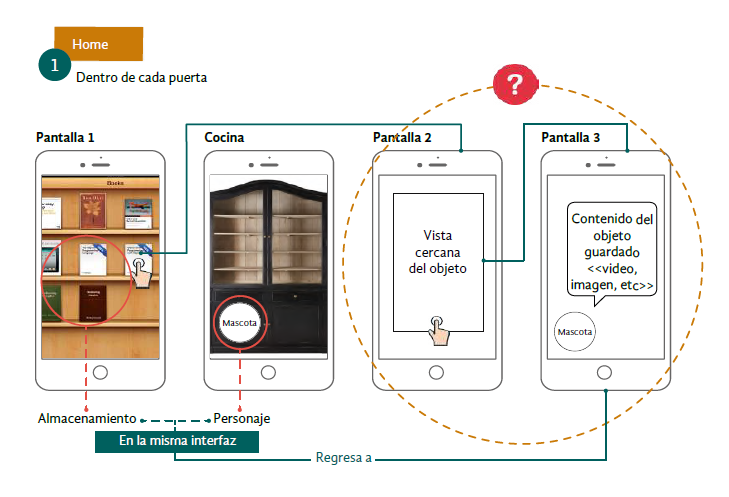 Home
1
Dentro de cada puerta
?
Pantalla 1
Cocina
Pantalla 2
Pantalla 3
Books
Vista
cercana
del objeto
Contenido del
objeto
guardado
<<video,
imagen, etc>>
Mascota
Mascota
Almacenamiento
Personaje
En la misma interfaz
Regresa a